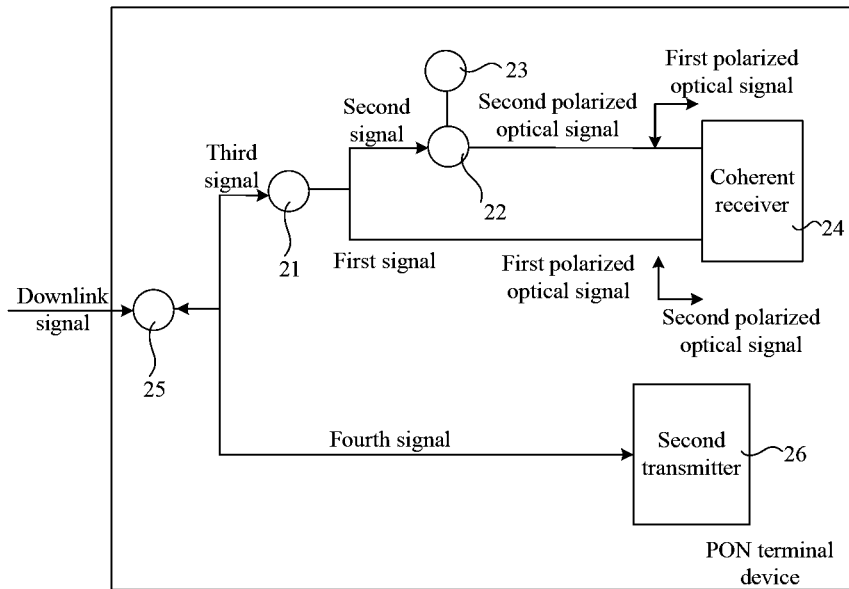 23
First polarized
optical signal
Second
signal
Second polarized
optical signal
Third
signal
22
Coherent
receiver
24
21
First signal
First polarized
optical signal
Downlink
signal
Second polarized
optical signal
25
Fourth signal
Second
transmitter
26
PON terminal
device